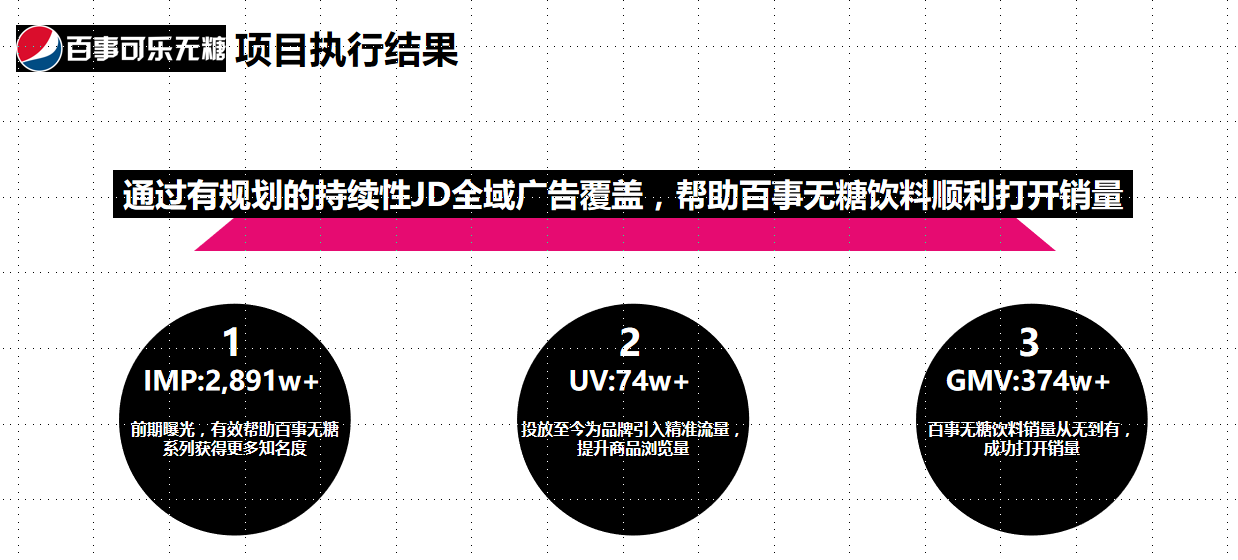 百事可乐无糖 项目执行结果
通过有规划的持续性JD全域广告覆盖，帮助百事无糖饮料顺利打开销量
1
IMP:2,891w+
前期曝光，有效帮助百事无糖
系列获得更多知名度
2
UV:74w+
投放至今为品牌引入精准流量，
提升商品浏览量
3
GMV:374w+
百事无糖饮料销量从无到有，
成功打开销量